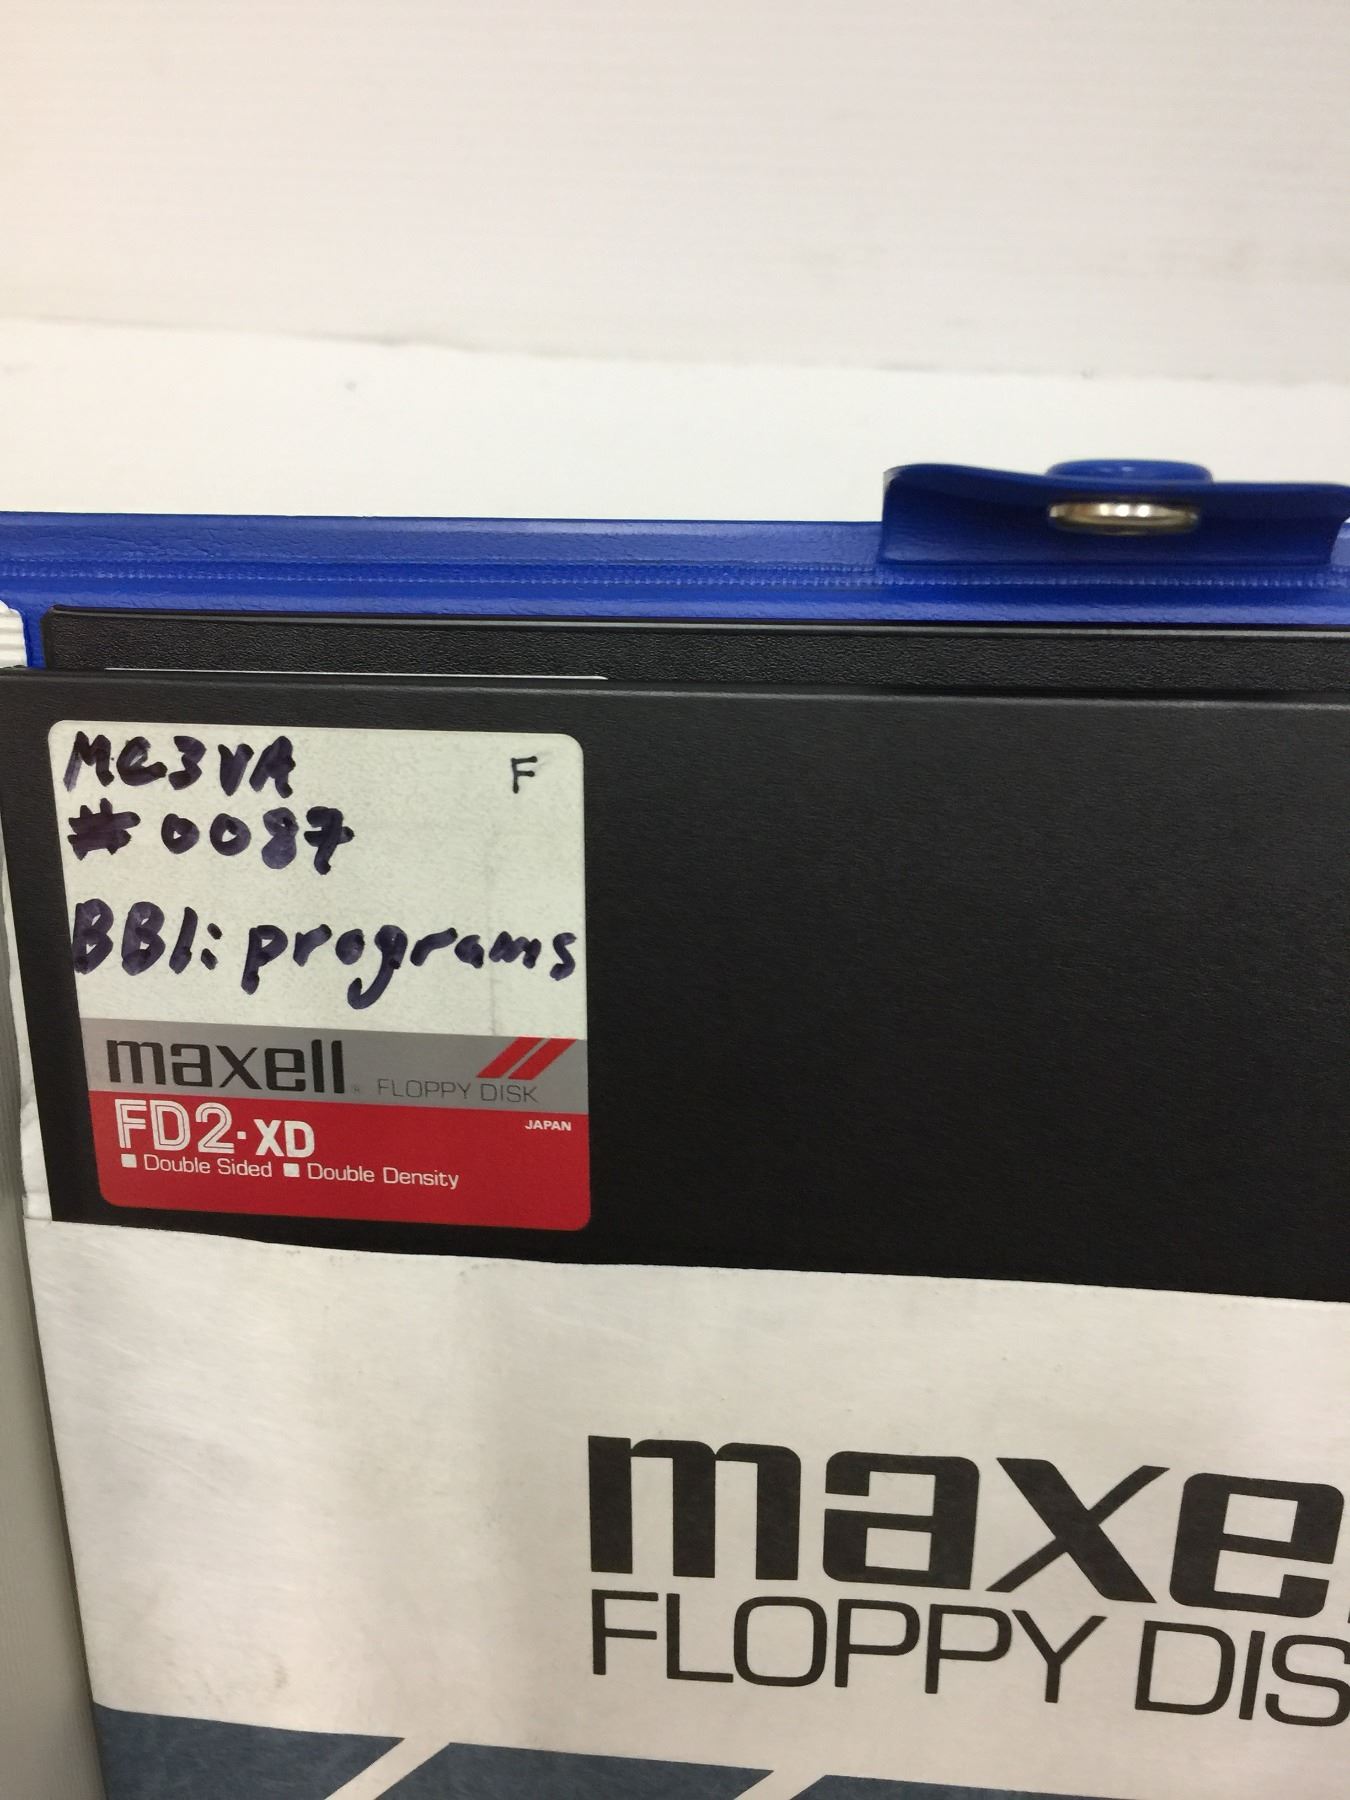 MC3VA F
#0087
BBl: programs
maxell® FLOPPY DISK
FD2-XD JAPAN
Double Sided Double Density
maxe
FLOPPY DIS